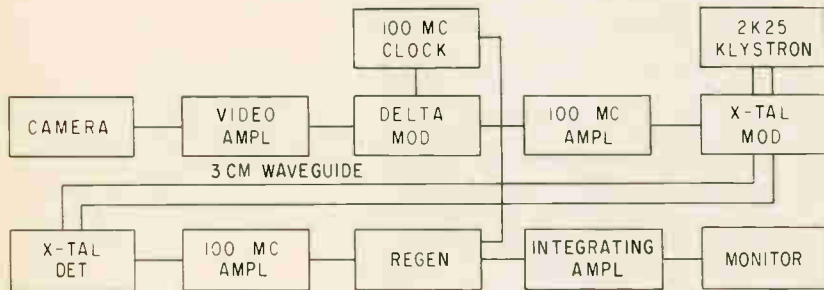 100 MC
CLOCK
2K25
KLYSTRON
CAMERA
VIDEO
AMPL
DELTA
MOD
100 MC
AMPL
X-TAL
MOD
3 CM WAVEGUIDE
X-TAL
DET
100 MC
AMPL
REGEN
INTEGRATING
AMPL
MONITOR